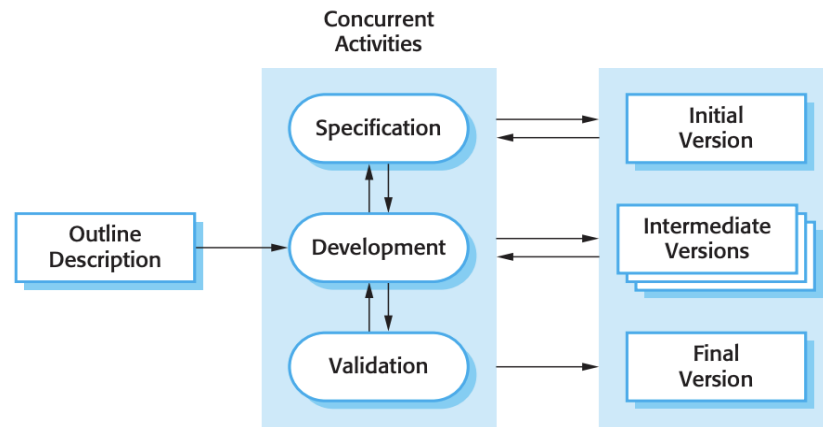 Concurrent
Activities
Specification
Initial
Version
Outline
Description
Development
Intermediate
Versions
Validation
Final
Version